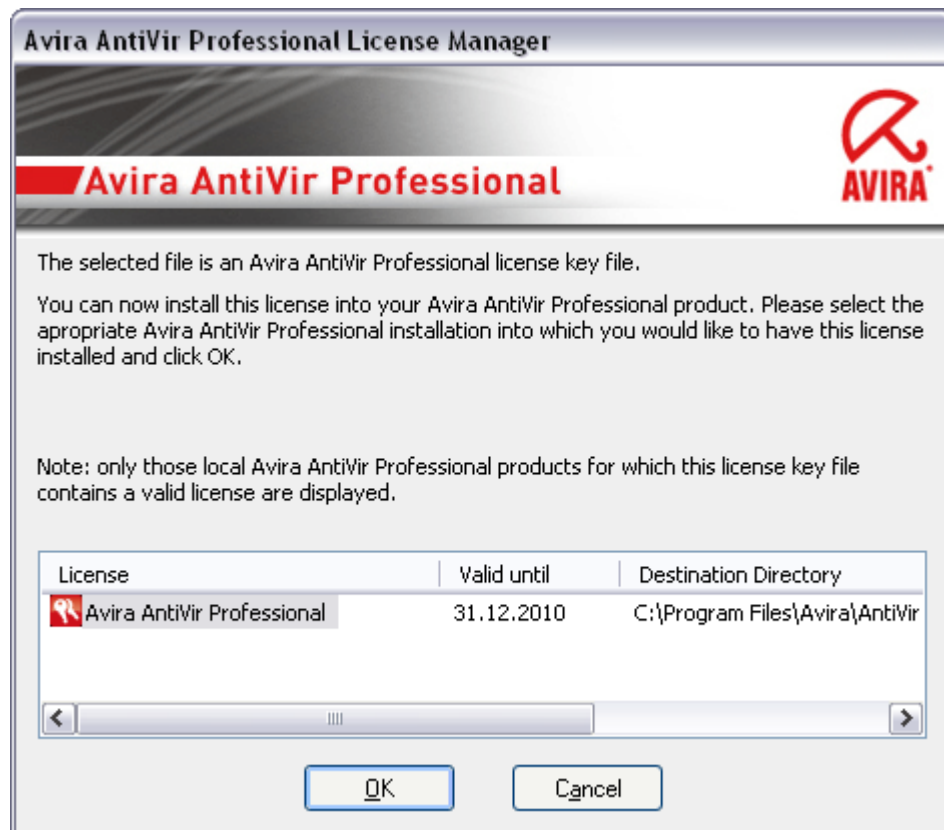 Avira AntiVir Professional License Manager
Avira AntiVir Professional
AVIRA
The selected file is an Avira AntiVir Professional license key file.
You can now install this license into your Avira AntiVir Professional product. Please select the
apropriate Avira AntiVir Professional installation into which you would like to have this license
installed and click OK.
Note: only those local Avira AntiVir Professional products for which this license key file
contains a valid license are displayed.
License Valid until Destination Directory
Avira AntiVir Professional 31.12.2010 C:\Program Files\Avira\AntiVir
OK Cancel